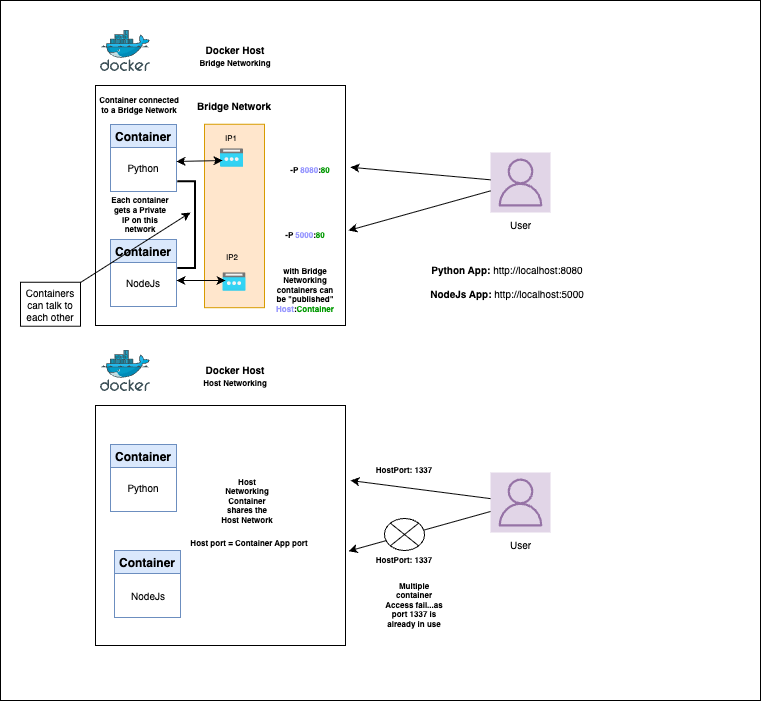 docker
Docker Host
Bridge Networking
Container connected
to a Bridge Network
Bridge Network
Container
Python
IP1
-P 8080:80
Each container
gets a Private
IP on this
network
-P 5000:80
Container
NodeJs
IP2
with Bridge
Networking
containers can
be "published"
Host:Container
Containers
can talk to
each other
User
Python App: http://localhost:8080
NodeJs App: http://localhost:5000
docker
Docker Host
Host Networking
Container
Python
Host
Networking
Container
shares the
Host Network
Host port = Container App port
Container
NodeJs
HostPort: 1337
User
HostPort: 1337
Multiple
container
Access fail...as
port 1337 is
already in use